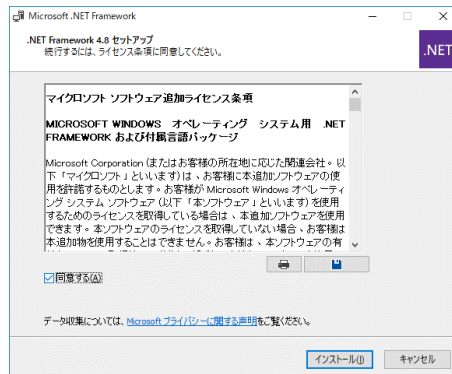 Microsoft .NET Framework
.NET Framework 4.8 セットアップ
続行するには、ライセンス条項に同意してください。
.NET
マイクロソフト ソフトウェア追加ライセンス条項
MICROSOFT WINDOWS オペレーティング システム用 .NET
FRAMEWORK および付属言語パッケージ
Microsoft Corporation (またはお客様の所在地に応じた関連会社。以
下「マイクロソフト」といいます) は、お客様に本追加ソフトウェアの使
用を許諾するものとします。お客様が Microsoft Windows オペレーティ
ング システム ソフトウェア (以下「本ソフトウェア」といいます) を使用
するためのライセンスを取得している場合は、本追加ソフトウェアを使用
できます。本ソフトウェアのライセンスを取得していない場合、お客様は
本追加物を使用することはできません。お客様は、本ソフトウェアの有
同意する(A)
データ収集については、Microsoft プライバシーに関する声明をご覧ください。
インストール(I)
キャンセル